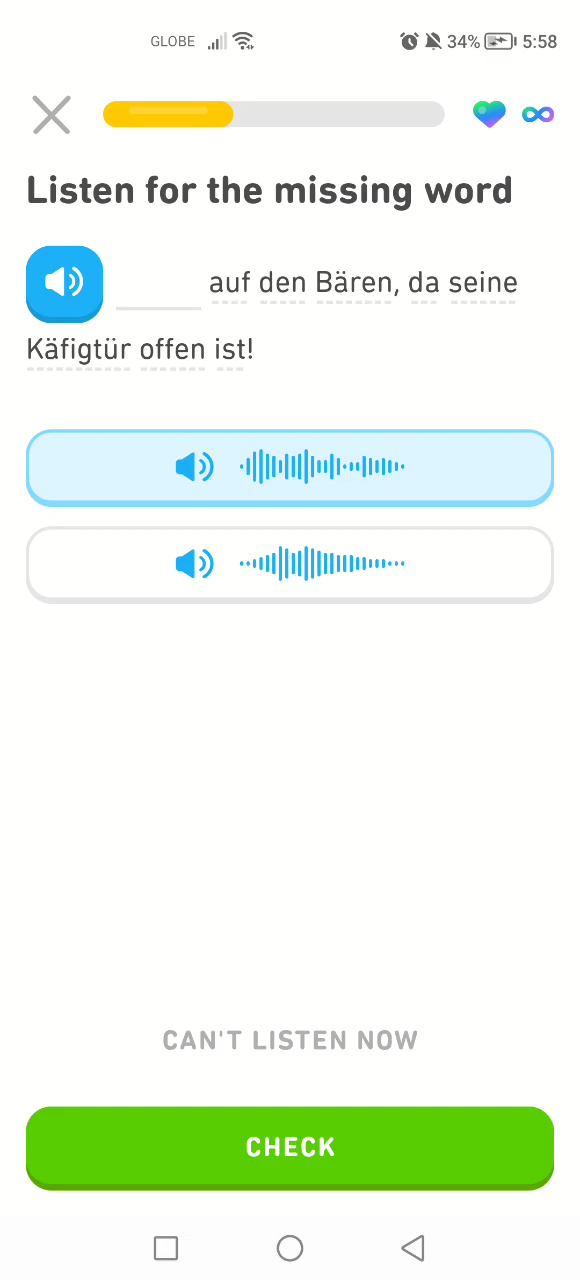 GLOBE 34% 5:58
Listen for the missing word
auf den Bären, da seine
Käfigtür offen ist!
CAN'T LISTEN NOW
CHECK